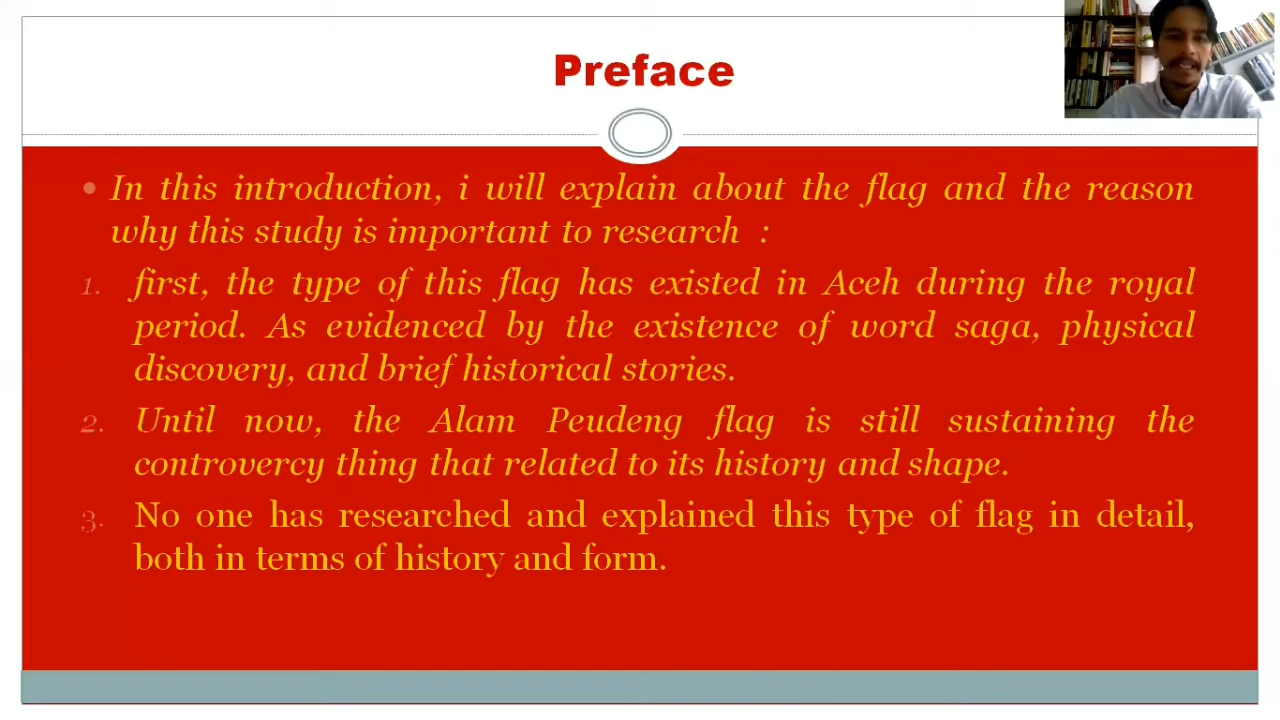 Preface
• In this introduction, i will explain about the flag and the reason
why this study is important to research :
1. first, the type of this flag has existed in Aceh during the royal
period. As evidenced by the existence of word saga, physical
discovery, and brief historical stories.
2. Until now, the Alam Peudeng flag is still sustaining the
controvercy thing that related to its history and shape.
3. No one has researched and explained this type of flag in detail,
both in terms of history and form.